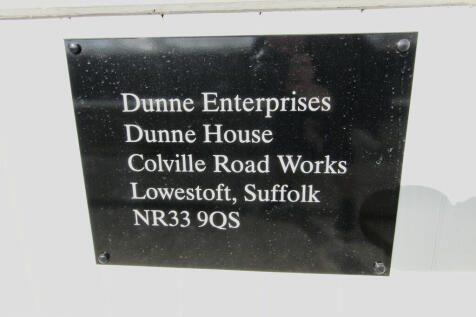 Dunne Enterprises
Dunne House
Colville Road Works
Lowestoft, Suffolk
NR33 9QS